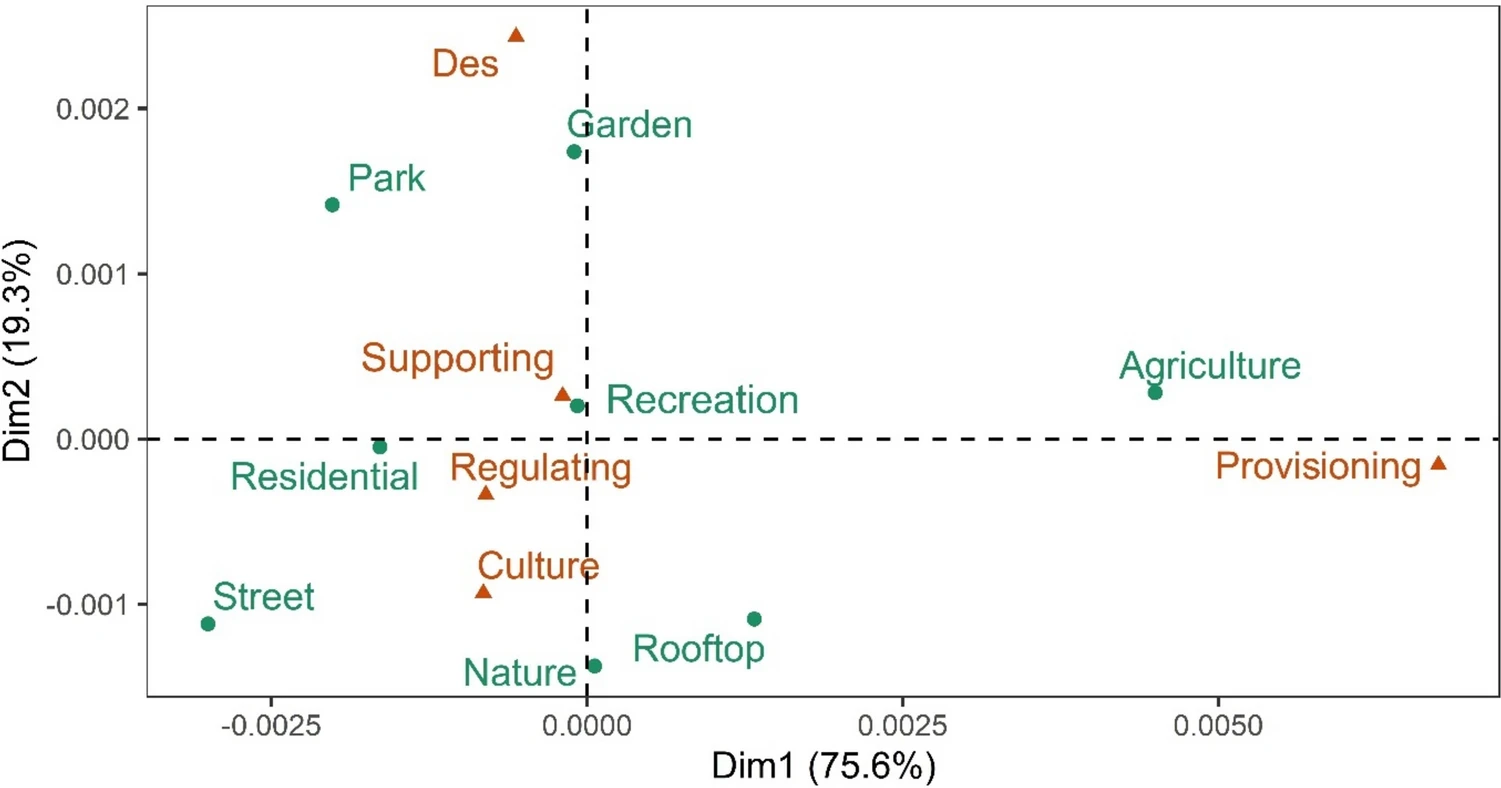 Des
0.002
Garden
Park
0.001
Supporting
Agriculture
Recreation
0.000
Regulating
Provisioning
Residential
Culture
Street
-0.001
Rooftop
Nature
-0.0025
0.0000
0.0025
0.0050
Dim1 (75.6%)
Dim2 (19.3%)